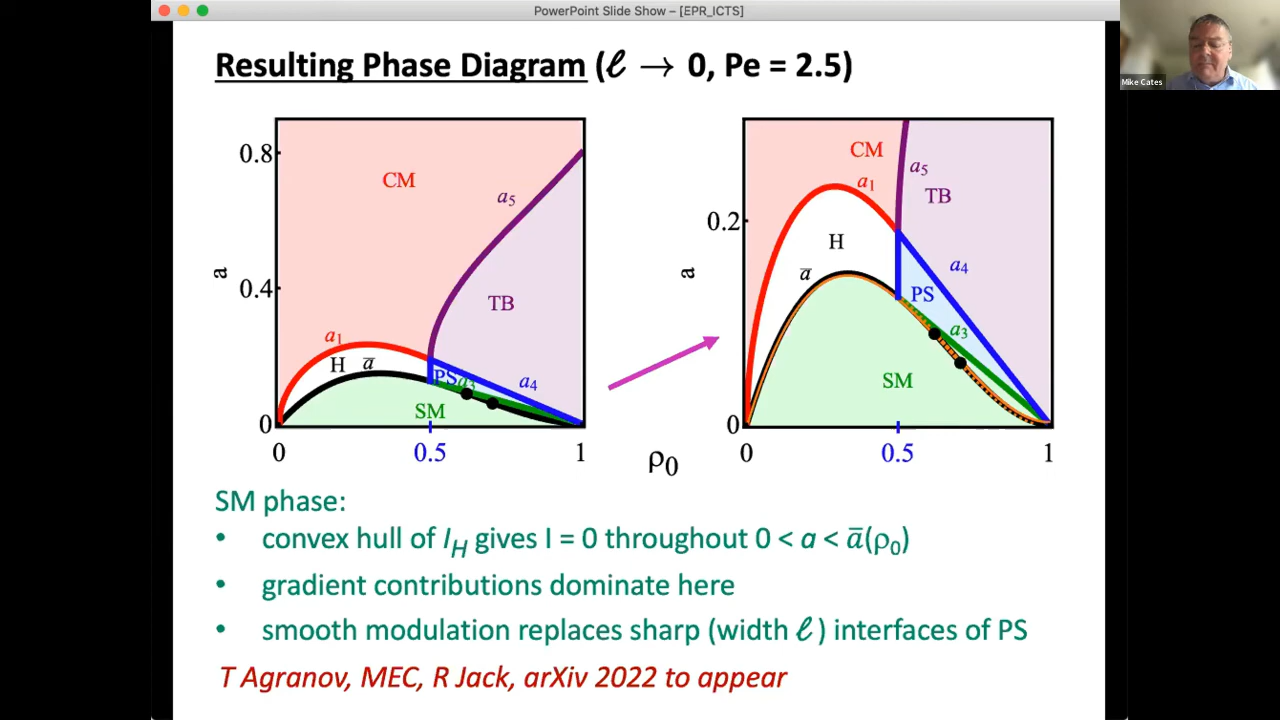 PowerPoint Slide Show – [EPR_ICTS]
Mike Cates
Resulting Phase Diagram (ℓ → 0, Pe = 2.5)
0.8
CM
a5
0.4
a
TB
a1
H
a̅
PS
a3
a4
SM
0
0
0.5
1
ρ0
CM
a5
a1
TB
0.2
H
a4
a
a̅
PS
a3
SM
0
0
0.5
1
SM phase:
• convex hull of IH gives I = 0 throughout 0 < a < a̅(ρ0)
• gradient contributions dominate here
• smooth modulation replaces sharp (width ℓ ) interfaces of PS
T Agranov, MEC, R Jack, arXiv 2022 to appear